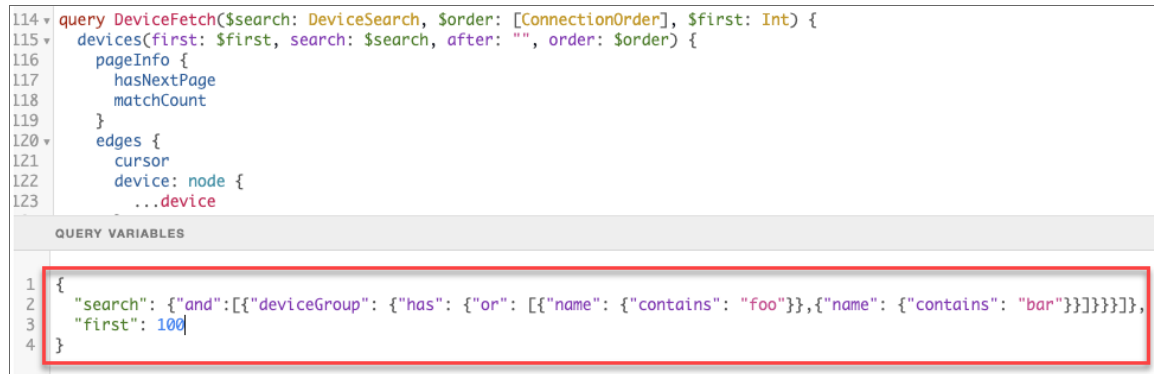 114 query DeviceFetch($search: DeviceSearch, $order: [ConnectionOrder], $first: Int) {
115 devices(first: $first, search: $search, after: "", order: $order) {
116 pageInfo {
117 hasNextPage
118 matchCount
119 }
120 edges {
121 cursor
122 device: node {
123 ...device
QUERY VARIABLES
1 {
2 "search": {"and":[{"deviceGroup": {"has": {"or": [{"name": {"contains": "foo"}},{"name": {"contains": "bar"}}]}}}]},
3 "first": 100
4 }